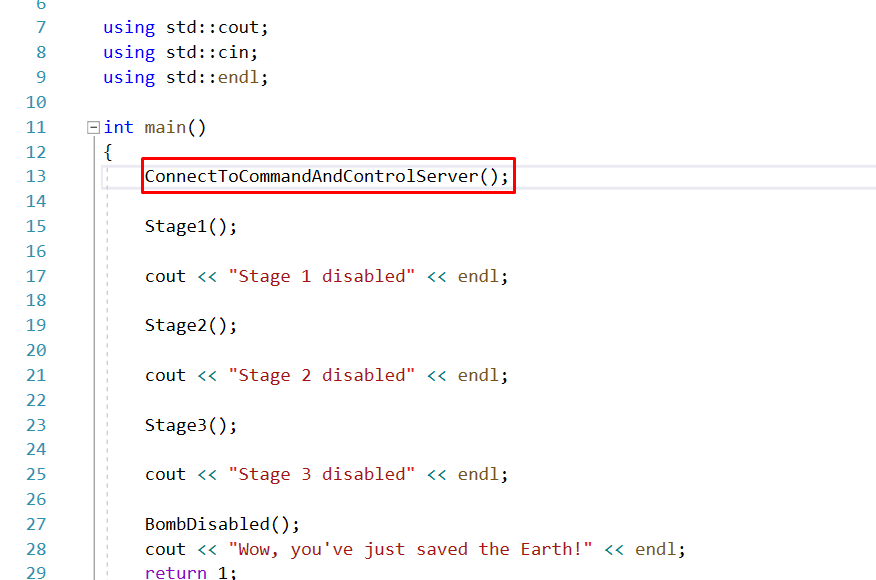 6
7 using std::cout;
8 using std::cin;
9 using std::endl;
10
11 int main()
12 {
13 ConnectToCommandAndControlServer();
14
15 Stage1();
16
17 cout << "Stage 1 disabled" << endl;
18
19 Stage2();
20
21 cout << "Stage 2 disabled" << endl;
22
23 Stage3();
24
25 cout << "Stage 3 disabled" << endl;
26
27 BombDisabled();
28 cout << "Wow, you've just saved the Earth!" << endl;
29 return 1;